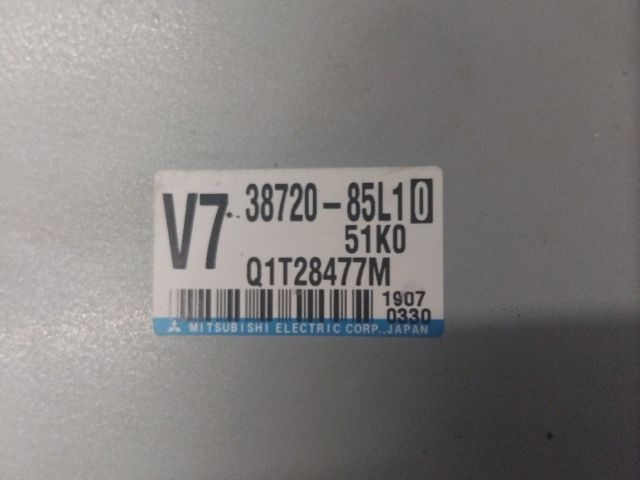 V7
38720-85L10
51K0
Q1T28477M
1907
0330
MITSUBISHI ELECTRIC CORP.,JAPAN